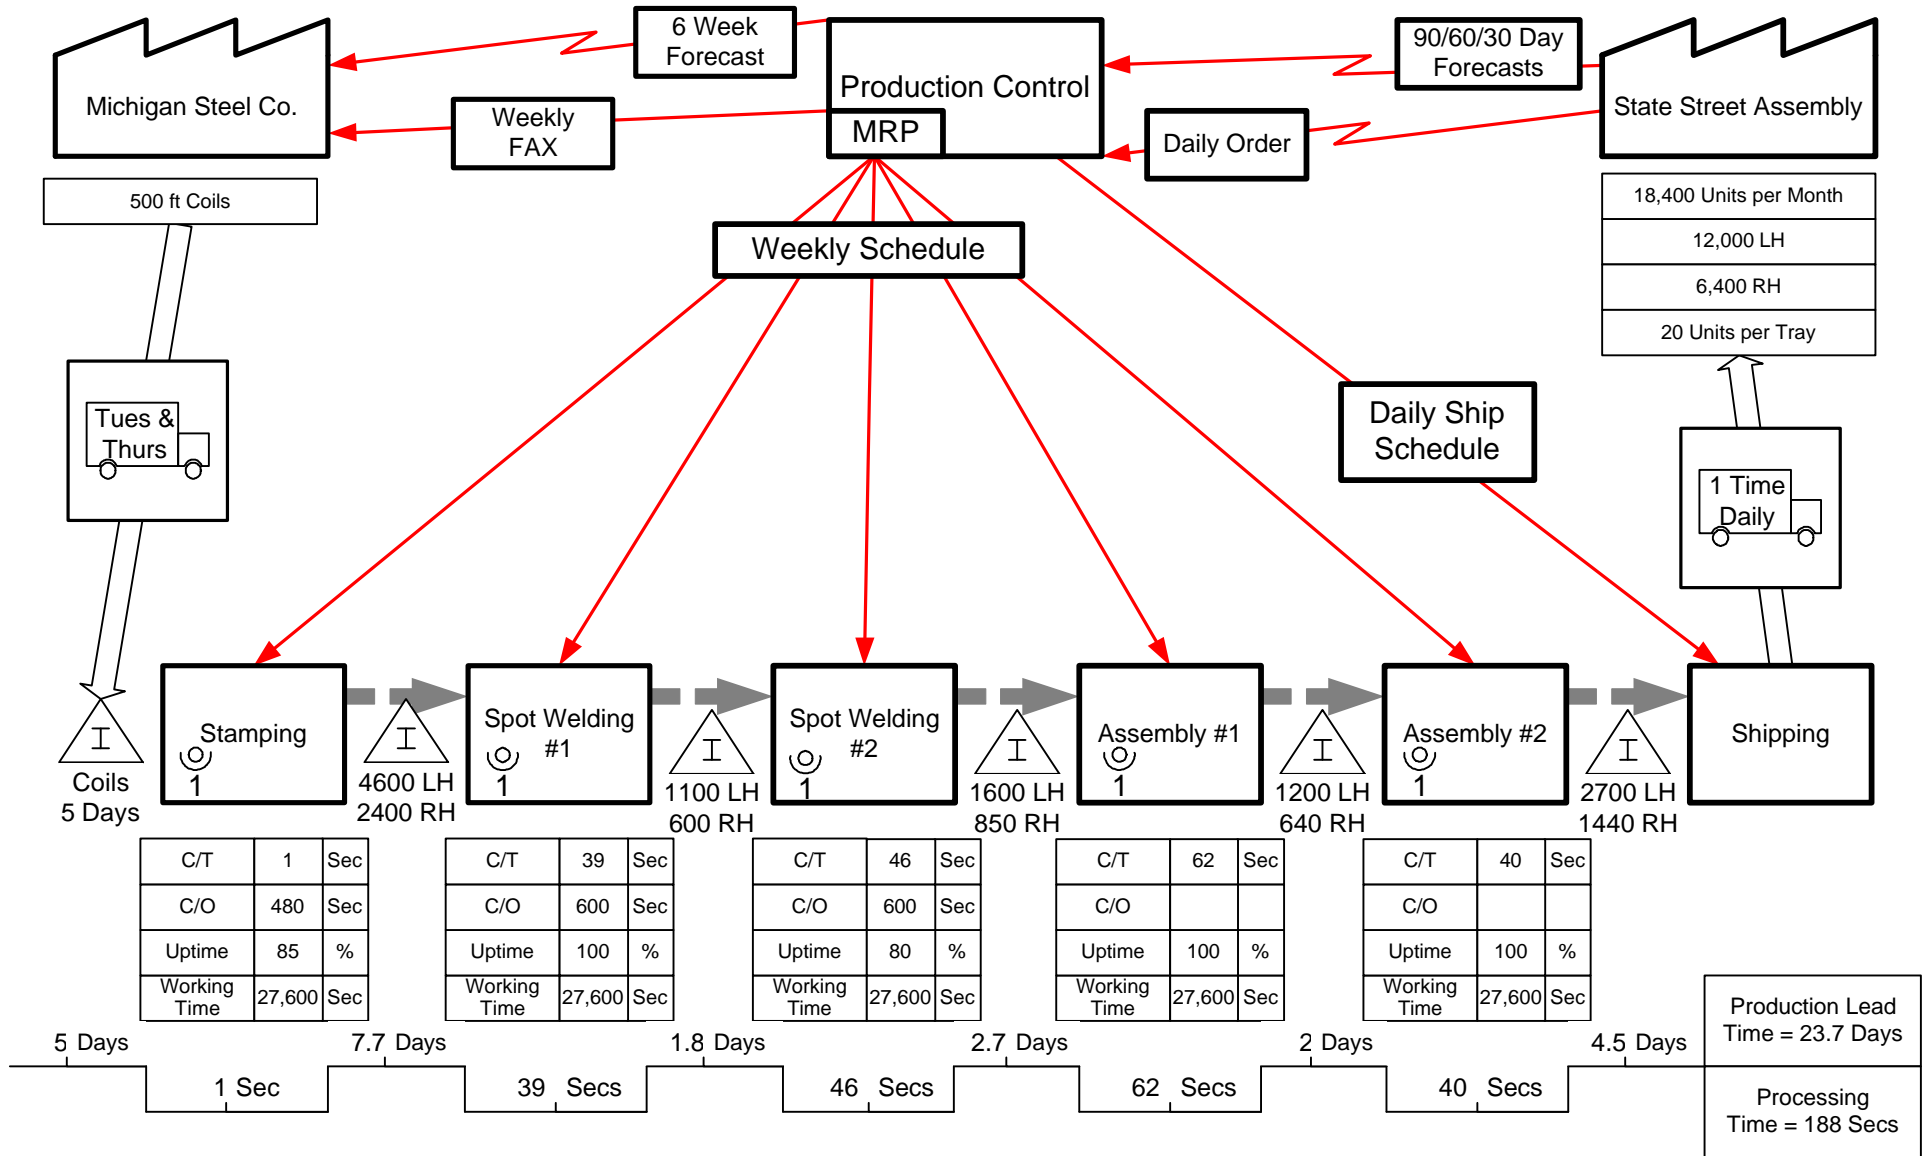 6 Week
Forecast
90/60/30 Day
Forecasts
Michigan Steel Co.
Production Control
MRP
State Street Assembly
Weekly
FAX
Daily Order
500 ft Coils
18,400 Units per Month
12,000 LH
6,400 RH
20 Units per Tray
Weekly Schedule
Tues &
Thurs
Daily Ship
Schedule
1 Time
Daily
Stamping
1
Spot Welding
#1
1
Spot Welding
#2
1
Assembly #1
1
Assembly #2
1
Shipping
I
Coils
5 Days
I
4600 LH
2400 RH
I
1100 LH
600 RH
I
1600 LH
850 RH
I
1200 LH
640 RH
I
2700 LH
1440 RH
C/T 1 Sec
C/O 480 Sec
Uptime 85 %
Working
Time 27,600 Sec
C/T 39 Sec
C/O 600 Sec
Uptime 100 %
Working
Time 27,600 Sec
C/T 46 Sec
C/O 600 Sec
Uptime 80 %
Working
Time 27,600 Sec
C/T 62 Sec
C/O
Uptime 100 %
Working
Time 27,600 Sec
C/T 40 Sec
C/O
Uptime 100 %
Working
Time 27,600 Sec
5 Days
7.7 Days
1.8 Days
2.7 Days
2 Days
4.5 Days
1 Sec
39 Secs
46 Secs
62 Secs
40 Secs
Production Lead
Time = 23.7 Days
Processing
Time = 188 Secs